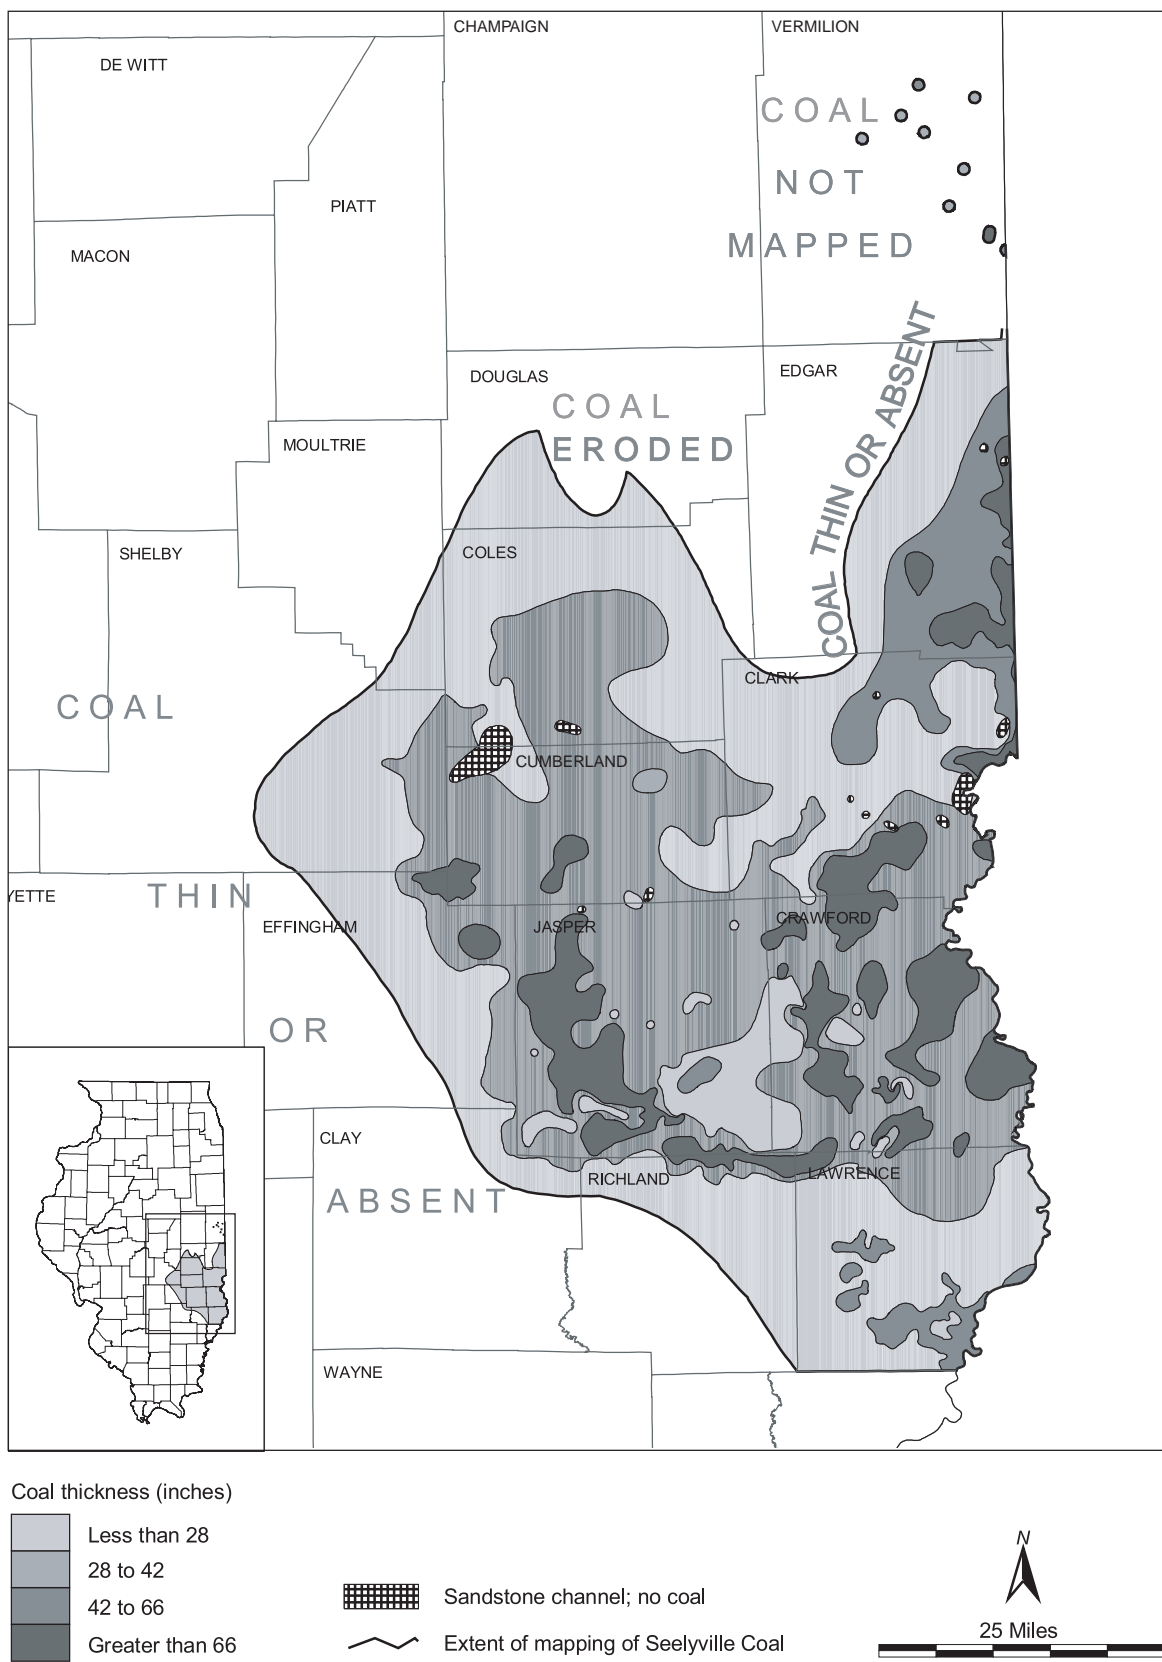 CHAMPAIGN
VERMILION
DE WITT
COAL
NOT
PIATT
MAPPED
MACON
COAL THIN OR ABSENT
DOUGLAS
EDGAR
COAL
ERODED
MOULTRIE
SHELBY
COLES
CLARK
COAL
CUMBERLAND
THIN
YETTE
EFFINGHAM
JASPER
CRAWFORD
OR
CLAY
RICHLAND
LAWRENCE
ABSENT
WAYNE
Coal thickness (inches)
Less than 28
28 to 42
42 to 66
Greater than 66
Sandstone channel; no coal
Extent of mapping of Seelyville Coal
N
25 Miles